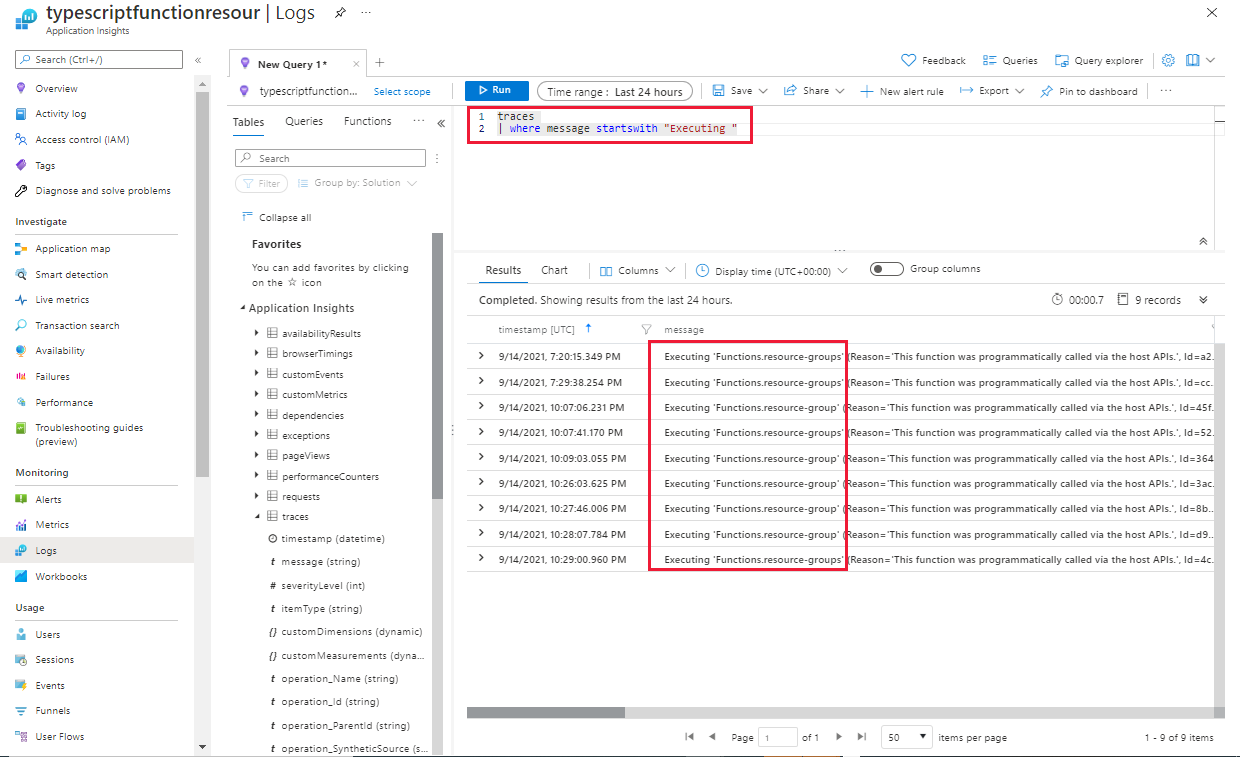 typescriptfunctionresour | Logs
Application Insights
Search (Ctrl+/)
Overview
Activity log
Access control (IAM)
Tags
Diagnose and solve problems
Investigate
Application map
Smart detection
Live metrics
Transaction search
Availability
Failures
Performance
Troubleshooting guides
(preview)
Monitoring
Alerts
Metrics
Logs
Workbooks
Usage
Users
Sessions
Events
Funnels
User Flows
New Query 1*
Feedback
Queries
Query explorer
typescriptfunction...
Select scope
Run
Time range : Last 24 hours
Save
Share
New alert rule
Export
Pin to dashboard
Tables
Queries
Functions
Search
Filter
Group by: Solution
Collapse all
Favorites
You can add favorites by clicking
on the ☆ icon
Application Insights
availabilityResults
browserTimings
customEvents
customMetrics
dependencies
exceptions
pageViews
performanceCounters
requests
traces
timestamp (datetime)
t message (string)
# severityLevel (int)
t itemType (string)
{} customDimensions (dynamic)
{} customMeasurements (dyna...
t operation_Name (string)
t operation_Id (string)
t operation_ParentId (string)
t operation_SyntheticSource (s...
1 traces
2 | where message startswith "Executing "
Results
Chart
Columns
Display time (UTC+00:00)
Group columns
Completed. Showing results from the last 24 hours.
00:00.7
9 records
timestamp [UTC]
message
9/14/2021, 7:20:15.349 PM Executing 'Functions.resource-groups' (Reason='This function was programmatically called via the host APIs.', Id=a2...
9/14/2021, 7:29:38.254 PM Executing 'Functions.resource-groups' (Reason='This function was programmatically called via the host APIs.', Id=cc...
9/14/2021, 10:07:06.231 PM Executing 'Functions.resource-group' (Reason='This function was programmatically called via the host APIs.', Id=45f...
9/14/2021, 10:07:41.170 PM Executing 'Functions.resource-groups' (Reason='This function was programmatically called via the host APIs.', Id=52...
9/14/2021, 10:09:03.055 PM Executing 'Functions.resource-group' (Reason='This function was programmatically called via the host APIs.', Id=364...
9/14/2021, 10:26:03.625 PM Executing 'Functions.resource-group' (Reason='This function was programmatically called via the host APIs.', Id=3ac...
9/14/2021, 10:27:46.006 PM Executing 'Functions.resource-group' (Reason='This function was programmatically called via the host APIs.', Id=8b...
9/14/2021, 10:28:07.784 PM Executing 'Functions.resource-group' (Reason='This function was programmatically called via the host APIs.', Id=d9...
9/14/2021, 10:29:00.960 PM Executing 'Functions.resource-groups' (Reason='This function was programmatically called via the host APIs.', Id=4c...
Page 1 of 1
50 items per page
1 - 9 of 9 items